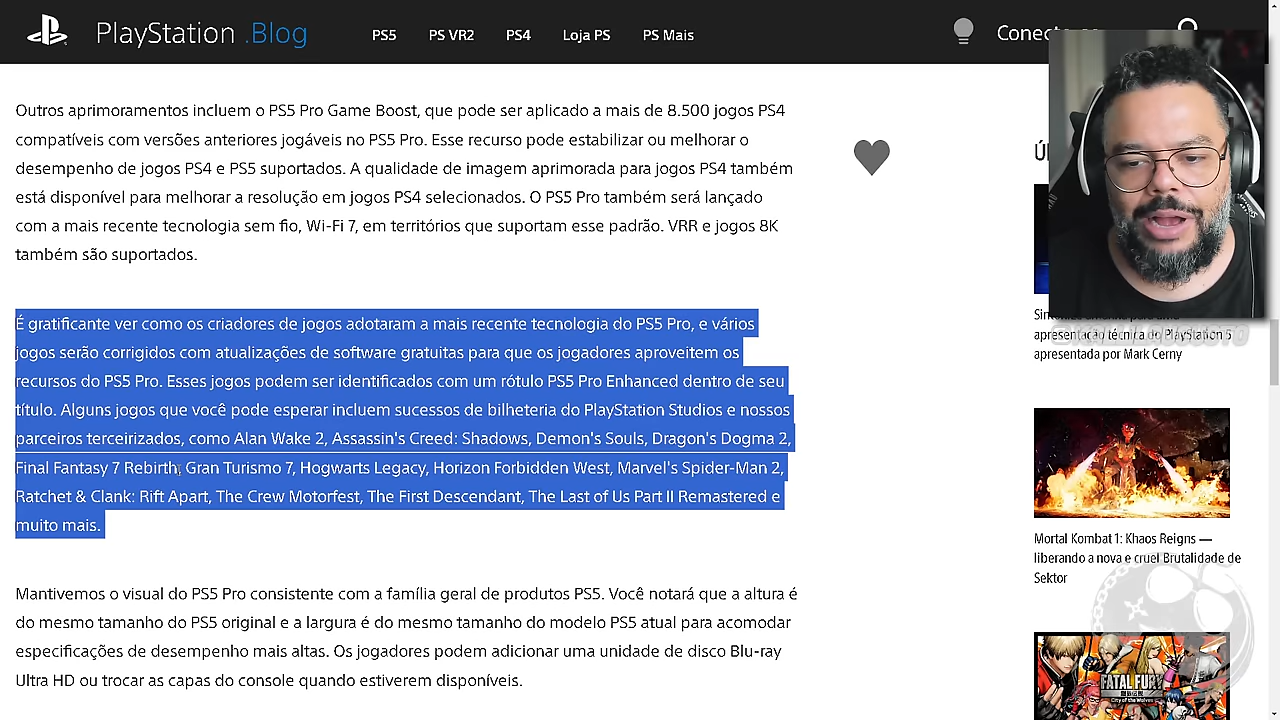 PlayStation .Blog
PS5
PS VR2
PS4
Loja PS
PS Mais
Outros aprimoramentos incluem o PS5 Pro Game Boost, que pode ser aplicado a mais de 8.500 jogos PS4
compatíveis com versões anteriores jogáveis no PS5 Pro. Esse recurso pode estabilizar ou melhorar o
desempenho de jogos PS4 e PS5 suportados. A qualidade de imagem aprimorada para jogos PS4 também
está disponível para melhorar a resolução em jogos PS4 selecionados. O PS5 Pro também será lançado
com a mais recente tecnologia sem fio, Wi-Fi 7, em territórios que suportam esse padrão. VRR e jogos 8K
também são suportados.
É gratificante ver como os criadores de jogos adotaram a mais recente tecnologia do PS5 Pro, e vários
jogos serão corrigidos com atualizações de software gratuitas para que os jogadores aproveitem os
recursos do PS5 Pro. Esses jogos podem ser identificados com um rótulo PS5 Pro Enhanced dentro de seu
título. Alguns jogos que você pode esperar incluem sucessos de bilheteria do PlayStation Studios e nossos
parceiros terceirizados, como Alan Wake 2, Assassin's Creed: Shadows, Demon's Souls, Dragon's Dogma 2,
Final Fantasy 7 Rebirth, Gran Turismo 7, Hogwarts Legacy, Horizon Forbidden West, Marvel's Spider-Man 2,
Ratchet & Clank: Rift Apart, The Crew Motorfest, The First Descendant, The Last of Us Part II Remastered e
muito mais.
Mantivemos o visual do PS5 Pro consistente com a família geral de produtos PS5. Você notará que a altura é
do mesmo tamanho do PS5 original e a largura é do mesmo tamanho do modelo PS5 atual para acomodar
especificações de desempenho mais altas. Os jogadores podem adicionar uma unidade de disco Blu-ray
Ultra HD ou trocar as capas do console quando estiverem disponíveis.
apresentação técnica do PlayStation 5
apresentada por Mark Cerny
Mortal Kombat 1: Khaos Reigns —
liberando a nova e cruel Brutalidade de
Sektor
FATAL FURY
City of the Wolves